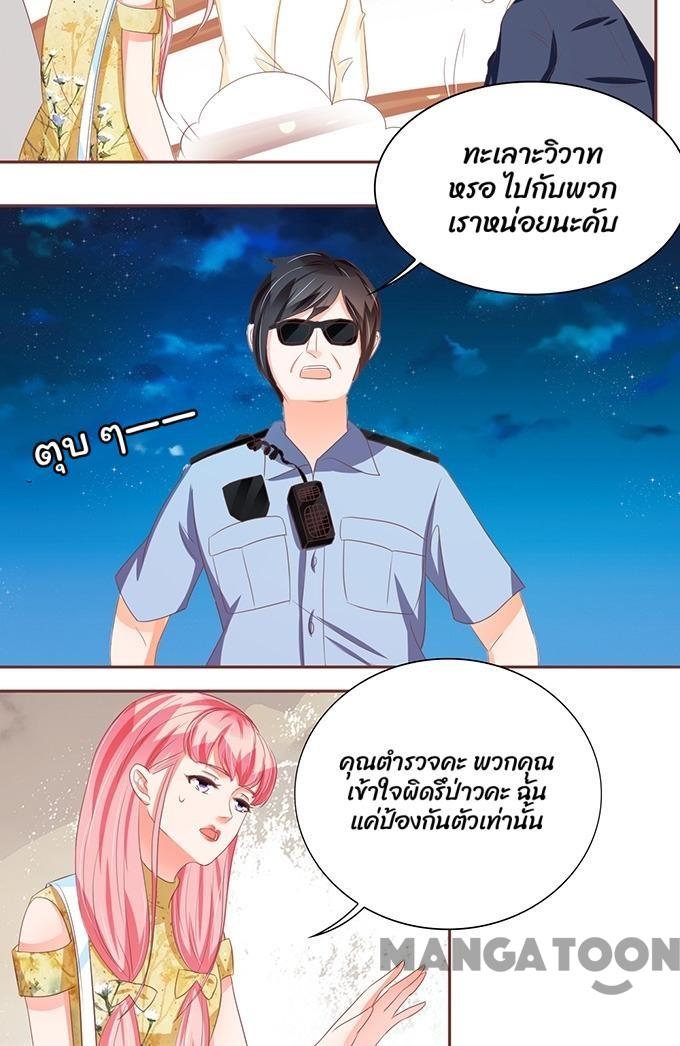 ทะเลาะวิวาท
หรอ ไปกับพวก
เราหน่อยนะคับ
ตุบ ๆ——
คุณตำรวจคะ พวกคุณ
เข้าใจผิดรึป่าวคะ ฉัน
แค่ป้องกันตัวเท่านั้น
MANGATOON